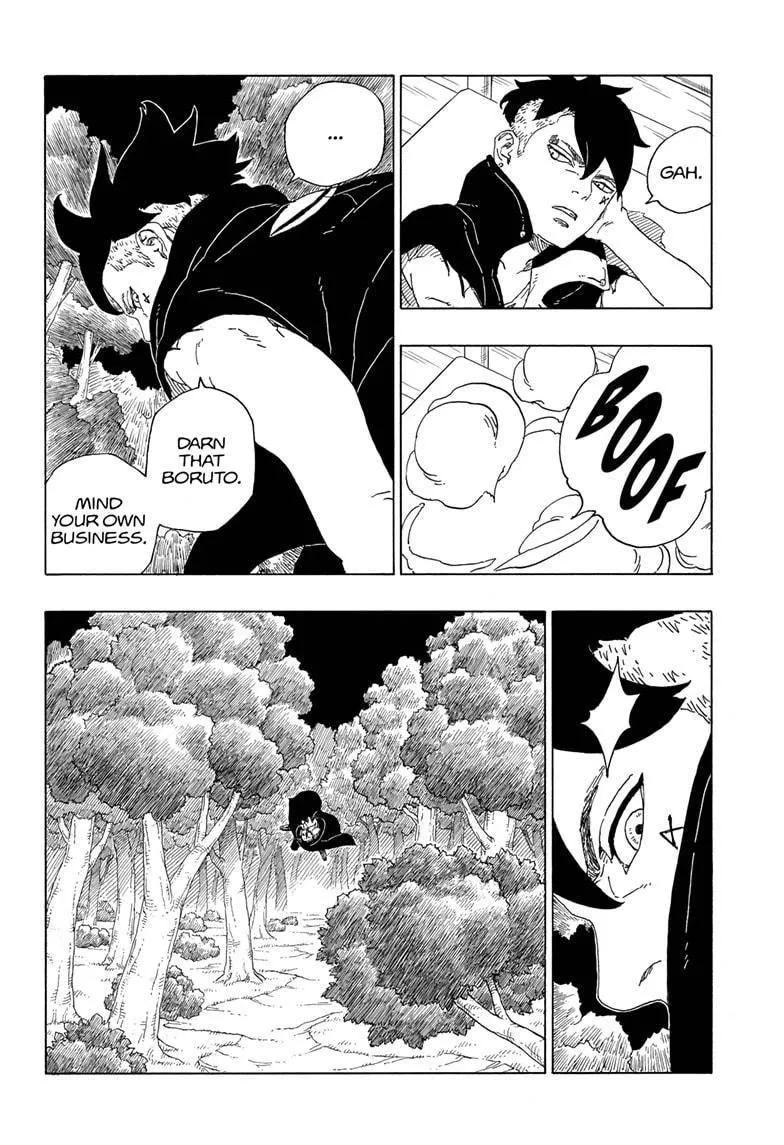 GAH.
BOOF
...
DARN
THAT
BORUTO.
MIND
YOUR OWN
BUSINESS.